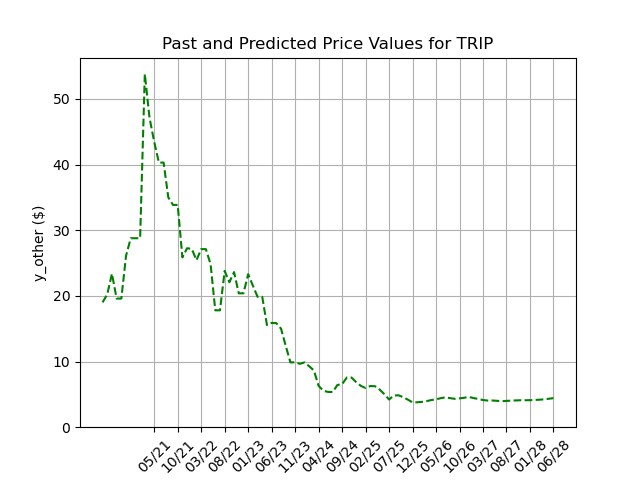 Past and Predicted Price Values for TRIP
y_other ($)
50
40
30
20
10
0
05/21 10/21 03/22 08/22 01/23 06/23 11/23 04/24 09/24 02/25 07/25 12/25 05/26 10/26 03/27 08/27 01/28 06/28